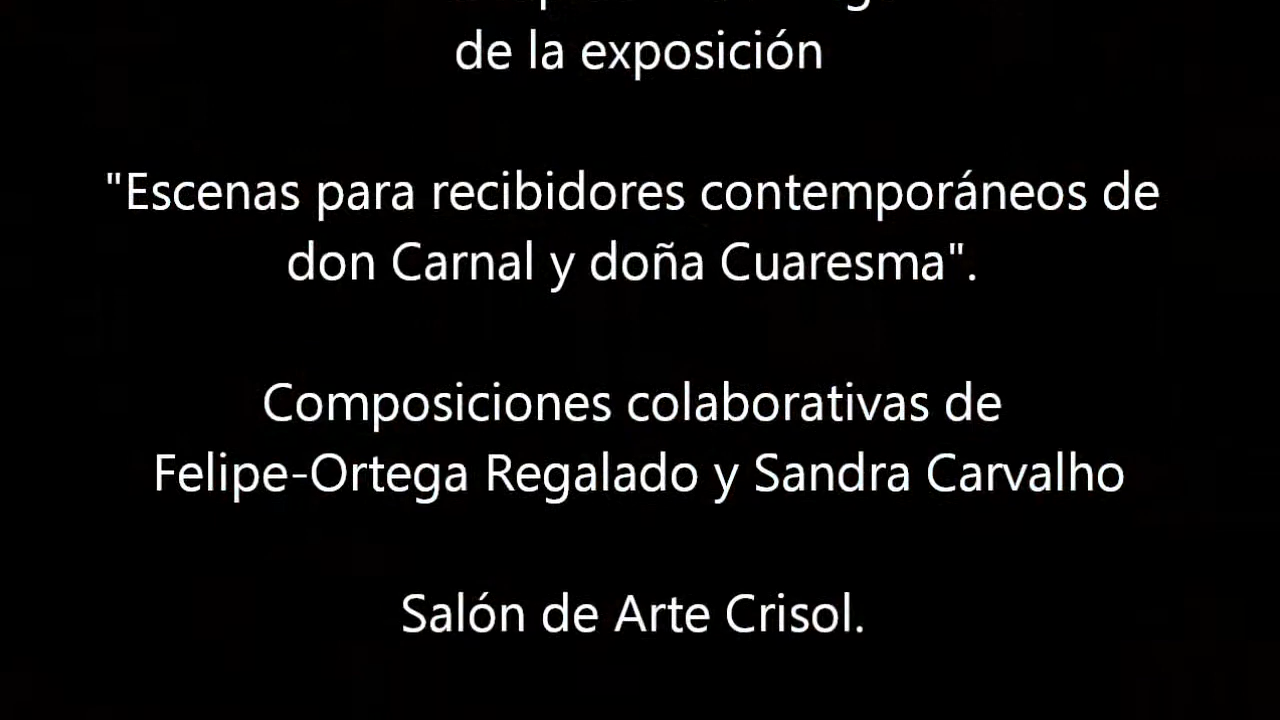 de la exposición
"Escenas para recibidores contemporáneos de
don Carnal y doña Cuaresma".
Composiciones colaborativas de
Felipe-Ortega Regalado y Sandra Carvalho
Salón de Arte Crisol.